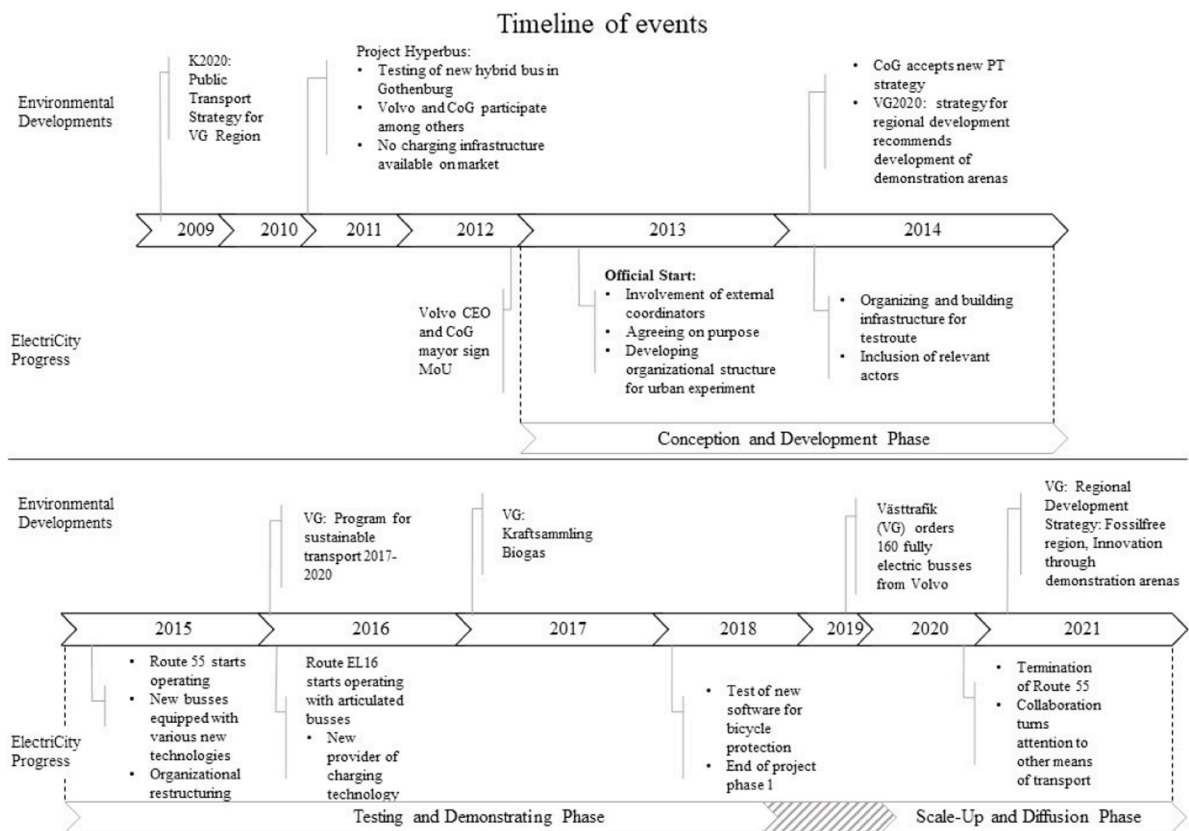 Timeline of events
Environmental
Developments
K2020:
Public
Transport
Strategy for
VG Region
Project Hyperbus:
• Testing of new hybrid bus in
Gothenburg
• Volvo and CoG participate
among others
• No charging infrastructure
available on market
• CoG accepts new PT
strategy
• VG2020: strategy for
regional development
recommends
development of
demonstration arenas
2009 2010 2011 2012 2013 2014
ElectriCity
Progress
Volvo CEO
and CoG
mayor sign
MoU
Official Start:
• Involvement of external
coordinators
• Agreeing on purpose
• Developing
organizational structure
for urban experiment
• Organizing and building
infrastructure for
testroute
• Inclusion of relevant
actors
Conception and Development Phase
Environmental
Developments
VG: Program for
sustainable
transport 2017-
2020
VG:
Kraftsammling
Biogas
Västtrafik
(VG) orders
160 fully
electric busses
from Volvo
VG: Regional
Development
Strategy: Fossilfree
region, Innovation
through
demonstration arenas
2015 2016 2017 2018 2019 2020 2021
ElectriCity
Progress
• Route 55 starts
operating
• New busses
equipped with
various new
technologies
• Organizational
restructuring
Route EL16
starts operating
with articulated
busses
• New
provider of
charging
technology
• Test of new
software for
bicycle
protection
• End of project
phase 1
• Termination
of Route 55
• Collaboration
turns
attention to
other means
of transport
Testing and Demonstrating Phase
Scale-Up and Diffusion Phase